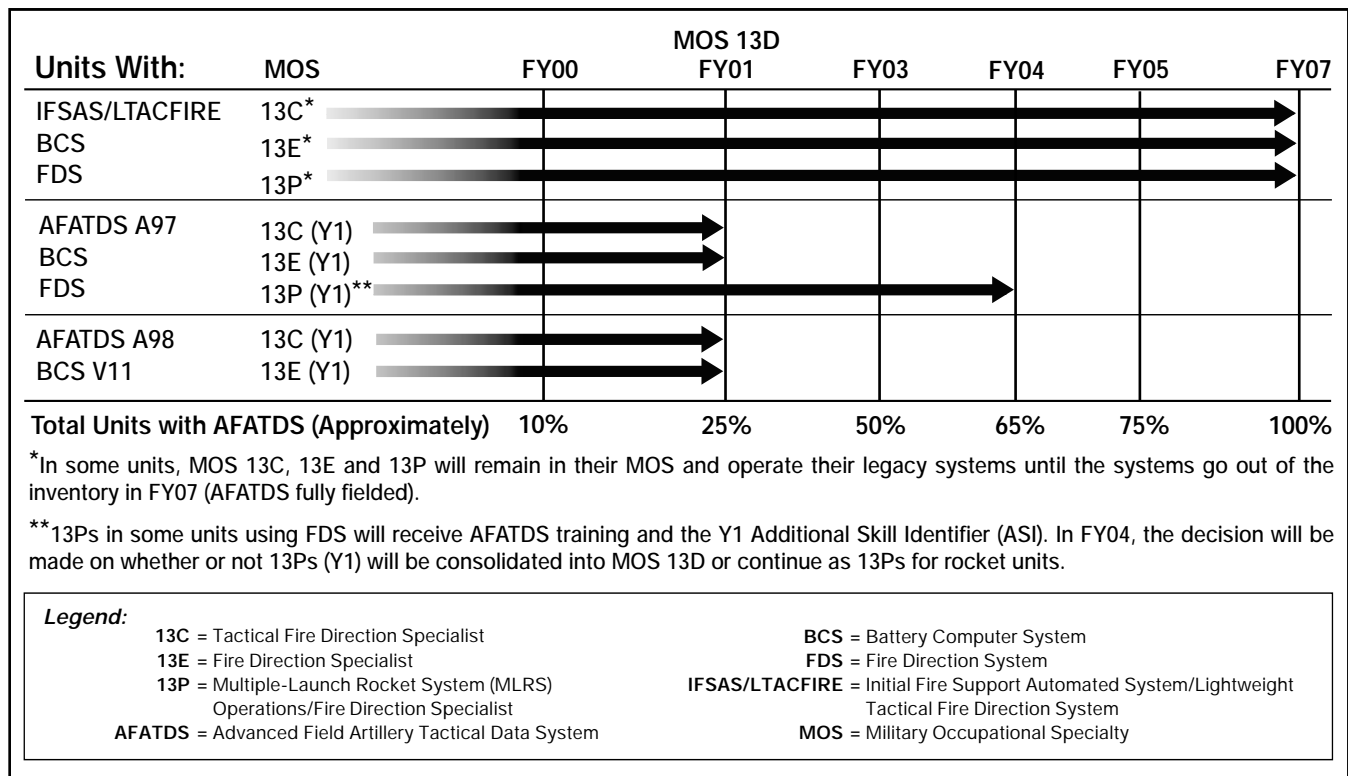 MOS 13D
Units With: MOS FY00 FY01 FY03 FY04 FY05 FY07
IFSAS/LTACFIRE 13C*
BCS 13E*
FDS 13P*
AFATDS A97 13C (Y1)
BCS 13E (Y1)
FDS 13P (Y1)**
AFATDS A98 13C (Y1)
BCS V11 13E (Y1)
Total Units with AFATDS (Approximately) 10% 25% 50% 65% 75% 100%
*In some units, MOS 13C, 13E and 13P will remain in their MOS and operate their legacy systems until the systems go out of the
inventory in FY07 (AFATDS fully fielded).
**13Ps in some units using FDS will receive AFATDS training and the Y1 Additional Skill Identifier (ASI). In FY04, the decision will be
made on whether or not 13Ps (Y1) will be consolidated into MOS 13D or continue as 13Ps for rocket units.
Legend:
13C = Tactical Fire Direction Specialist
13E = Fire Direction Specialist
13P = Multiple-Launch Rocket System (MLRS)
Operations/Fire Direction Specialist
AFATDS = Advanced Field Artillery Tactical Data System
BCS = Battery Computer System
FDS = Fire Direction System
IFSAS/LTACFIRE = Initial Fire Support Automated System/Lightweight
Tactical Fire Direction System
MOS = Military Occupational Specialty